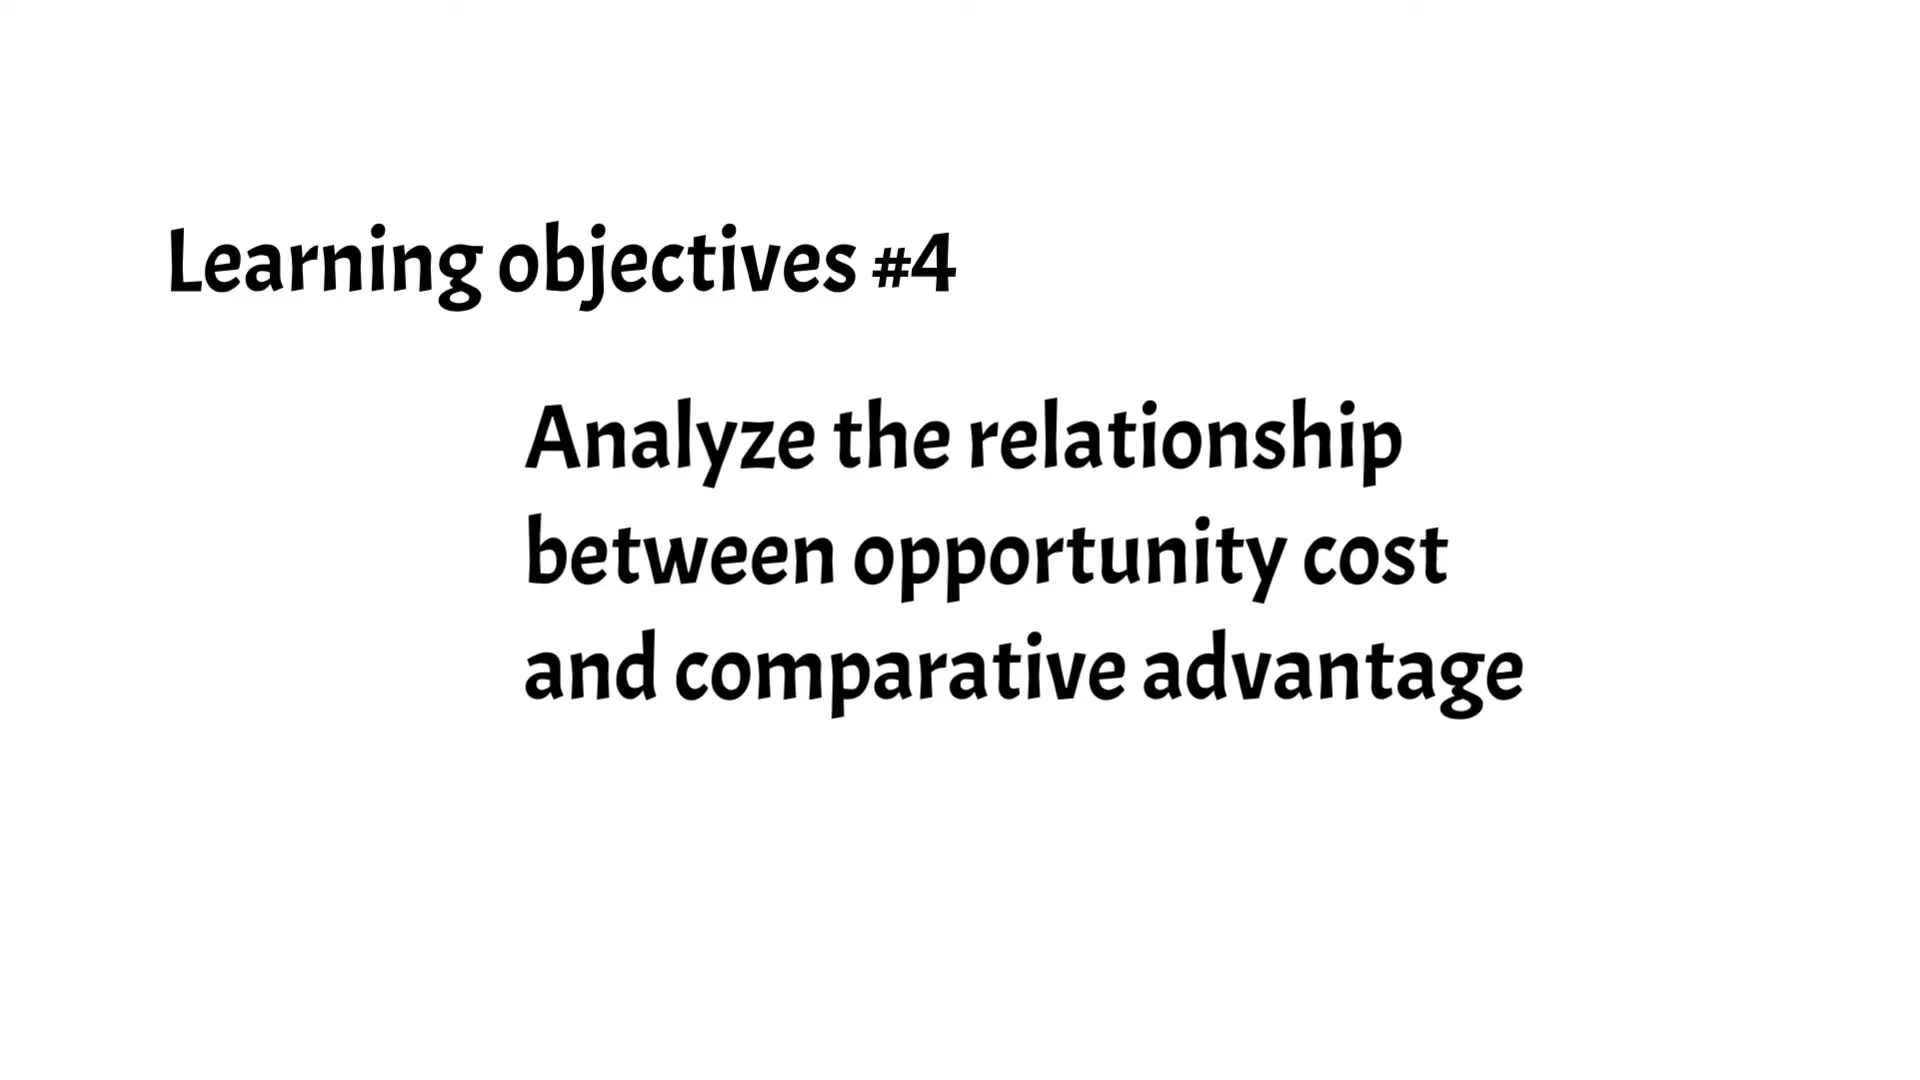 Learning objectives #4
Analyze the relationship
between opportunity cost
and comparative advantage